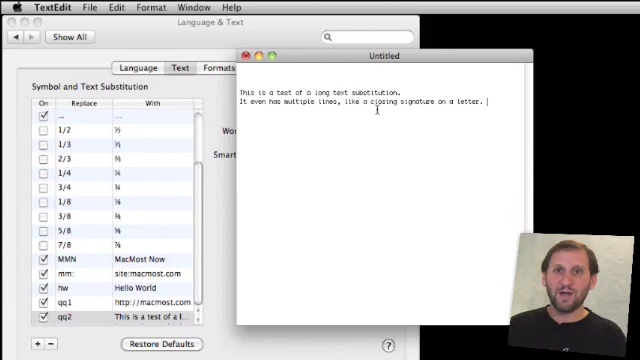 TextEdit File Edit Format Window Help
Language & Text
Show All
Language Text Formats
Symbol and Text Substitution
On Replace With
... ...
1/2 ½
1/3 ⅓
2/3 ⅔
1/4 ¼
3/4 ¾
1/8 ⅛
3/8 ⅜
5/8 ⅝
7/8 ⅞
MMN MacMost Now
mm: site:macmost.com
hw Hello World
qq1 http://macmost.com
qq2 This is a test of a l
Restore Defaults
?
Wo
Smar
Untitled
This is a test of a long text substitution.
It even has multiple lines, like a closing signature on a letter.